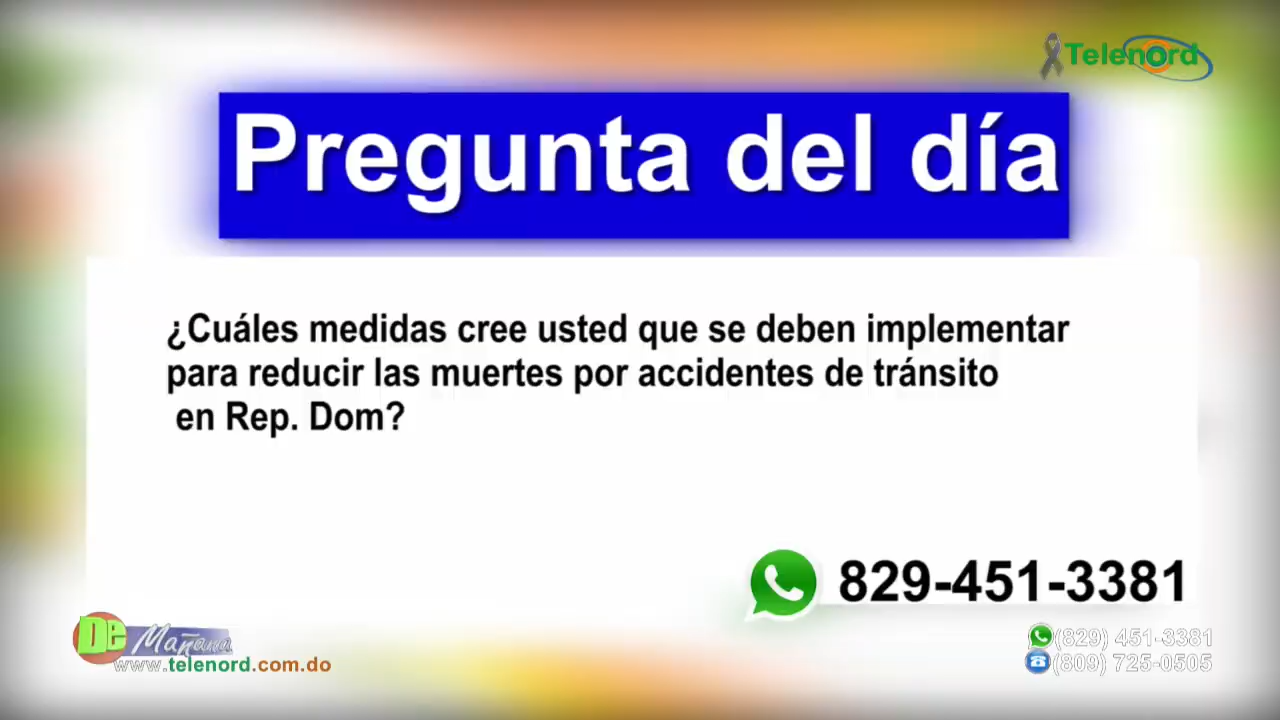 Telenord
Pregunta del día
¿Cuáles medidas cree usted que se deben implementar
para reducir las muertes por accidentes de tránsito
en Rep. Dom?
829-451-3381
De Mañana
www.telenord.com.do
(829) 451-3381
(809) 725-0505